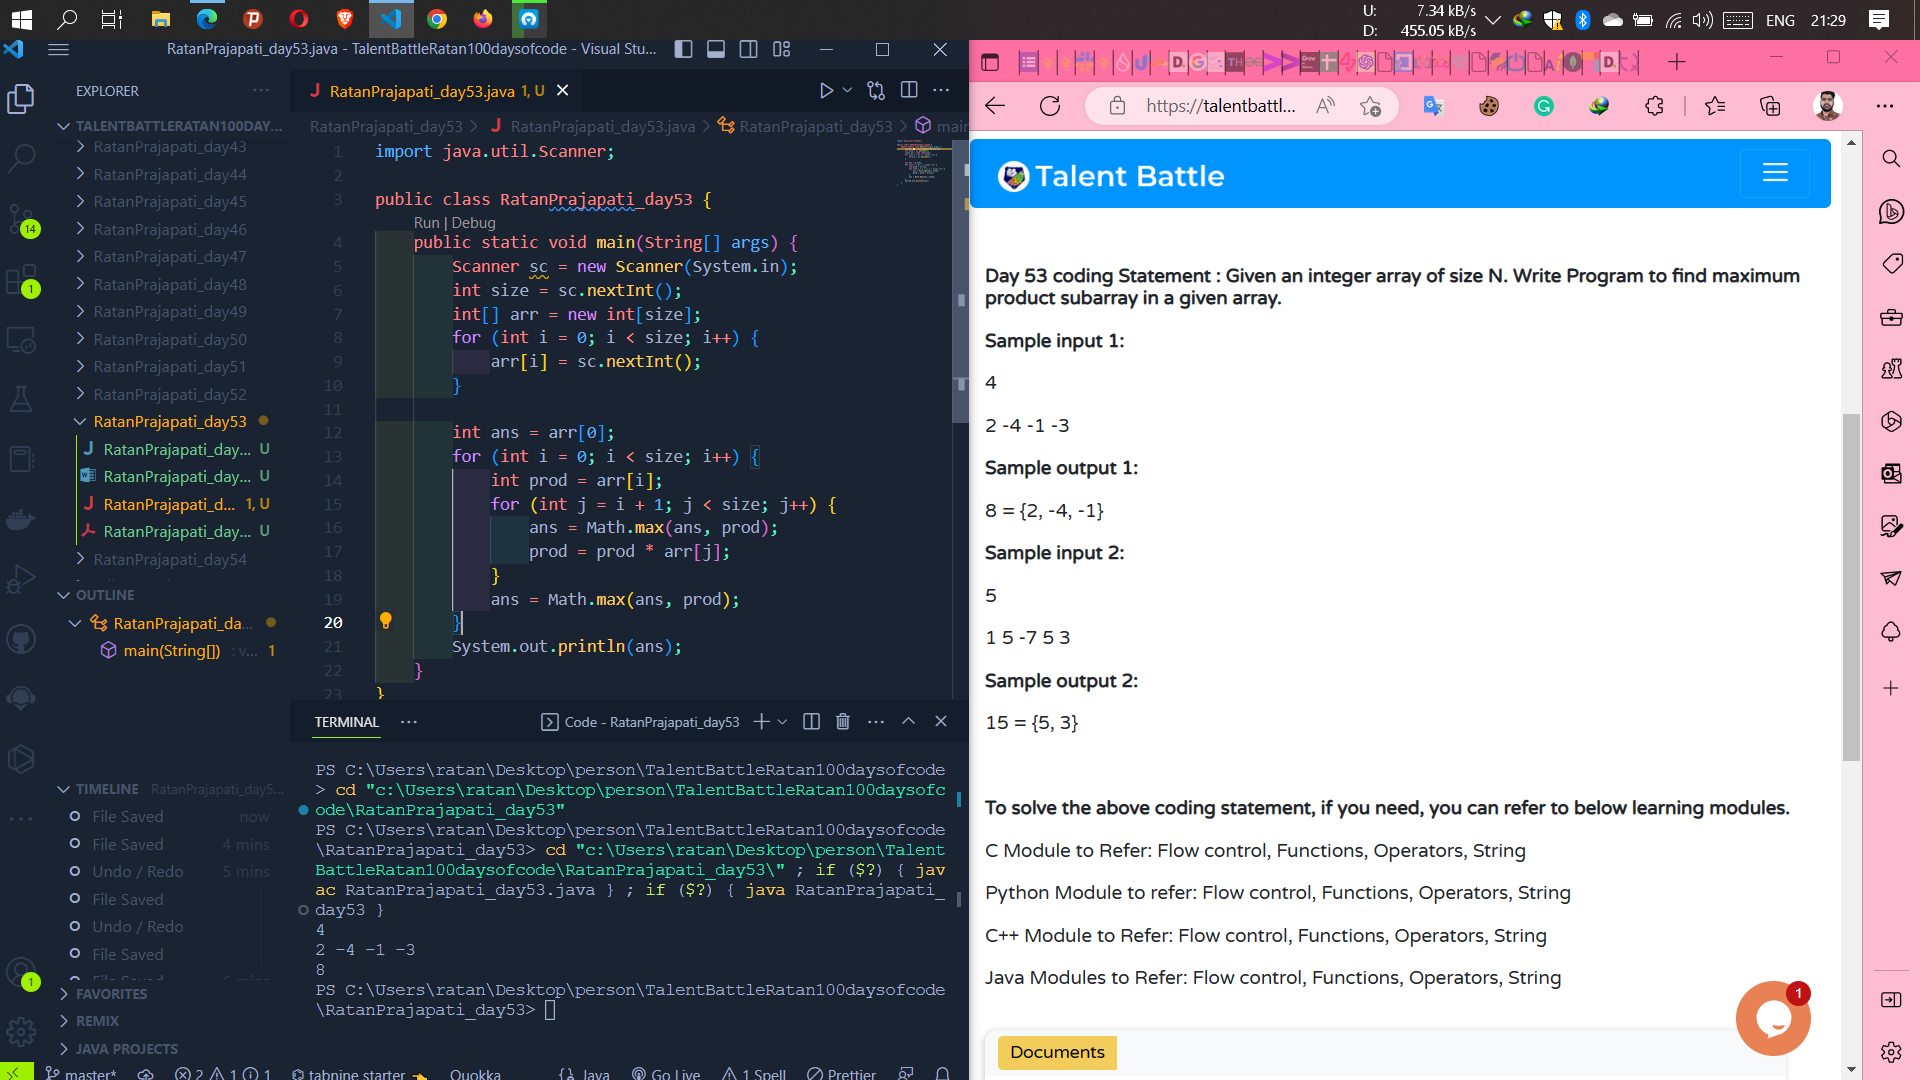 U: 7.34 kB/s
D: 455.05 kB/s
ENG 21:29
RatanPrajapati_day53.java - TalentBattleRatan100daysofcode - Visual Stu...
EXPLORER
TALENTBATTLERATAN100DAY...
RatanPrajapati_day43
RatanPrajapati_day44
RatanPrajapati_day45
RatanPrajapati_day46
RatanPrajapati_day47
RatanPrajapati_day48
RatanPrajapati_day49
RatanPrajapati_day50
RatanPrajapati_day51
RatanPrajapati_day52
RatanPrajapati_day53
RatanPrajapati_day... U
RatanPrajapati_day... U
RatanPrajapati_d... 1, U
RatanPrajapati_day... U
RatanPrajapati_day54
OUTLINE
RatanPrajapati_da...
main(String[]) : v... 1
TIMELINE RatanPrajapati_day5...
File Saved now
File Saved 4 mins
Undo / Redo 5 mins
File Saved
Undo / Redo
File Saved
FAVORITES
REMIX
JAVA PROJECTS
14
1
1
RatanPrajapati_day53.java 1, U
RatanPrajapati_day53 > RatanPrajapati_day53.java > RatanPrajapati_day53 > main
1 import java.util.Scanner;
2
3 public class RatanPrajapati_day53 {
Run | Debug
4 public static void main(String[] args) {
5 Scanner sc = new Scanner(System.in);
6 int size = sc.nextInt();
7 int[] arr = new int[size];
8 for (int i = 0; i < size; i++) {
9 arr[i] = sc.nextInt();
10 }
11
12 int ans = arr[0];
13 for (int i = 0; i < size; i++) {
14 int prod = arr[i];
15 for (int j = i + 1; j < size; j++) {
16 ans = Math.max(ans, prod);
17 prod = prod * arr[j];
18 }
19 ans = Math.max(ans, prod);
20 }
21 System.out.println(ans);
22 }
23 }
TERMINAL
Code - RatanPrajapati_day53
PS C:\Users\ratan\Desktop\person\TalentBattleRatan100daysofcode
> cd "c:\Users\ratan\Desktop\person\TalentBattleRatan100daysofc
ode\RatanPrajapati_day53"
PS C:\Users\ratan\Desktop\person\TalentBattleRatan100daysofcode
\RatanPrajapati_day53> cd "c:\Users\ratan\Desktop\person\Talent
BattleRatan100daysofcode\RatanPrajapati_day53\" ; if ($?) { jav
ac RatanPrajapati_day53.java } ; if ($?) { java RatanPrajapati_
day53 }
4
2 -4 -1 -3
8
PS C:\Users\ratan\Desktop\person\TalentBattleRatan100daysofcode
\RatanPrajapati_day53>
master* 2 1 1 tabnine starter Quokka {} Java Go Live 1 Spell Prettier
https://talentbattl...
Talent Battle
Day 53 coding Statement : Given an integer array of size N. Write Program to find maximum
product subarray in a given array.
Sample input 1:
4
2 -4 -1 -3
Sample output 1:
8 = {2, -4, -1}
Sample input 2:
5
1 5 -7 5 3
Sample output 2:
15 = {5, 3}
To solve the above coding statement, if you need, you can refer to below learning modules.
C Module to Refer: Flow control, Functions, Operators, String
Python Module to refer: Flow control, Functions, Operators, String
C++ Module to Refer: Flow control, Functions, Operators, String
Java Modules to Refer: Flow control, Functions, Operators, String
1
Documents